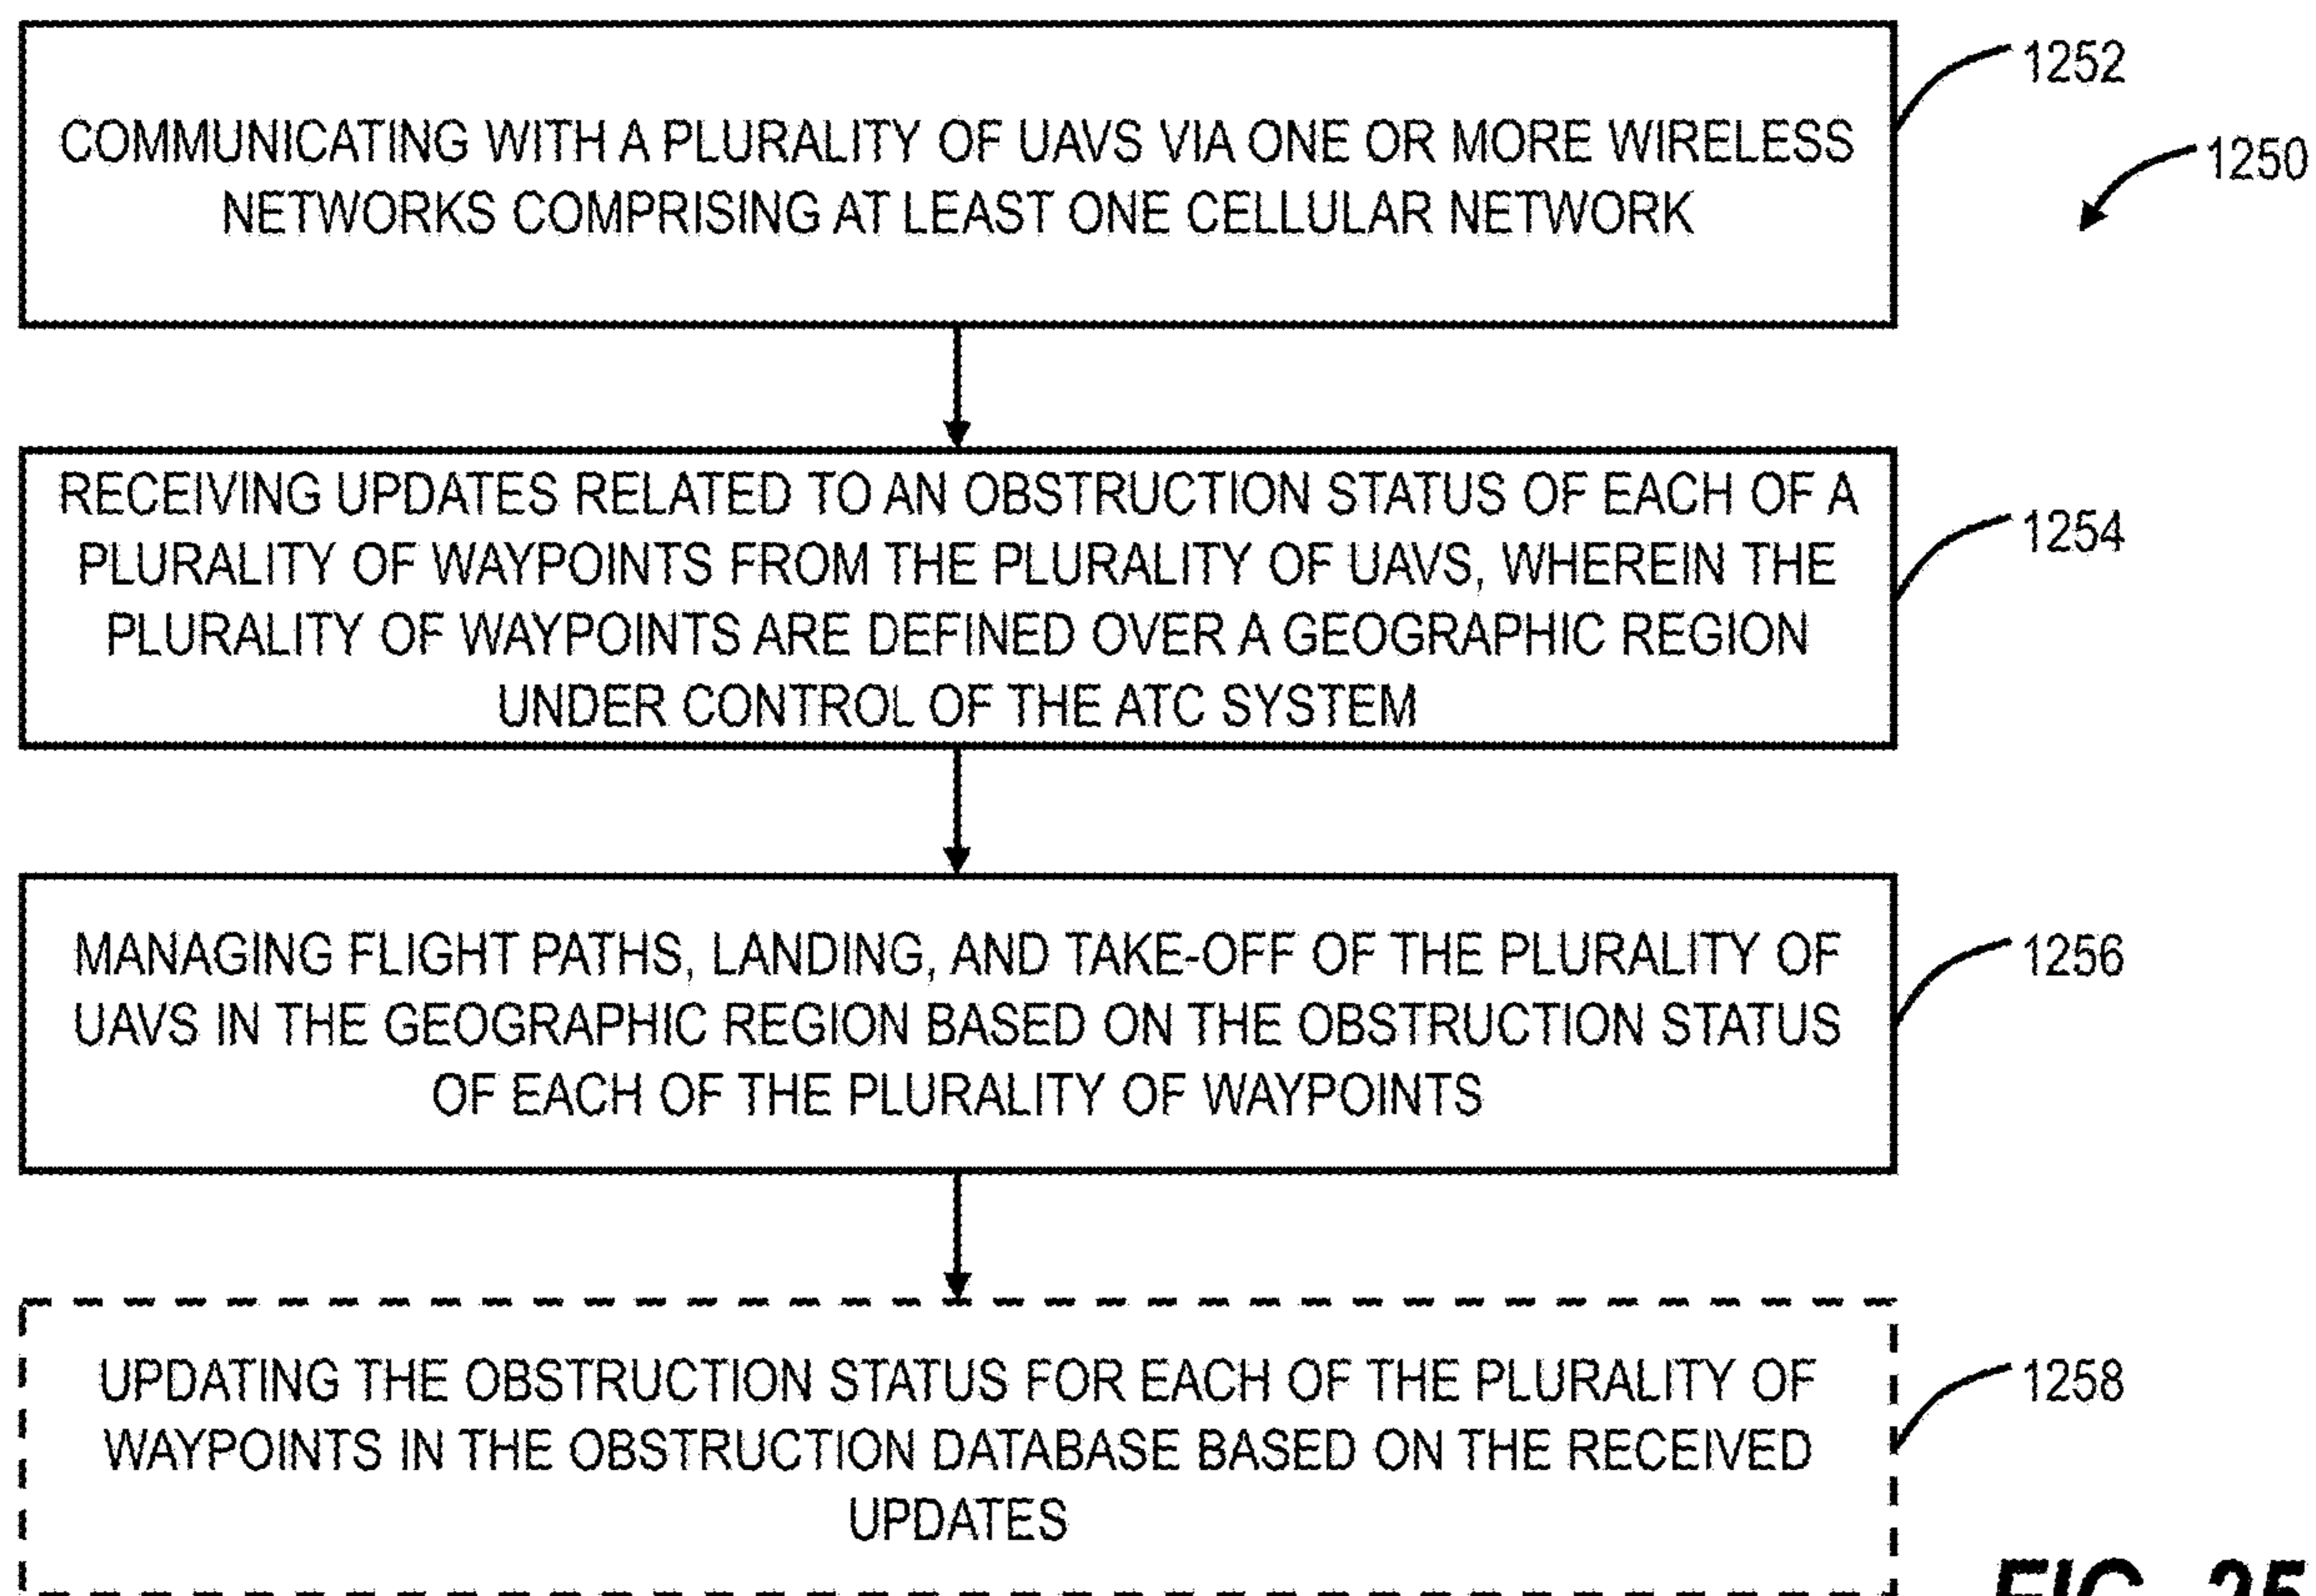 COMMUNICATING WITH A PLURALITY OF UAVS VIA ONE OR MORE WIRELESS
NETWORKS COMPRISING AT LEAST ONE CELLULAR NETWORK
1252
1250
RECEIVING UPDATES RELATED TO AN OBSTRUCTION STATUS OF EACH OF A
PLURALITY OF WAYPOINTS FROM THE PLURALITY OF UAVS, WHEREIN THE
PLURALITY OF WAYPOINTS ARE DEFINED OVER A GEOGRAPHIC REGION
UNDER CONTROL OF THE ATC SYSTEM
1254
MANAGING FLIGHT PATHS, LANDING, AND TAKE-OFF OF THE PLURALITY OF
UAVS IN THE GEOGRAPHIC REGION BASED ON THE OBSTRUCTION STATUS
OF EACH OF THE PLURALITY OF WAYPOINTS
1256
UPDATING THE OBSTRUCTION STATUS FOR EACH OF THE PLURALITY OF
WAYPOINTS IN THE OBSTRUCTION DATABASE BASED ON THE RECEIVED
UPDATES
1258
FIG. 25